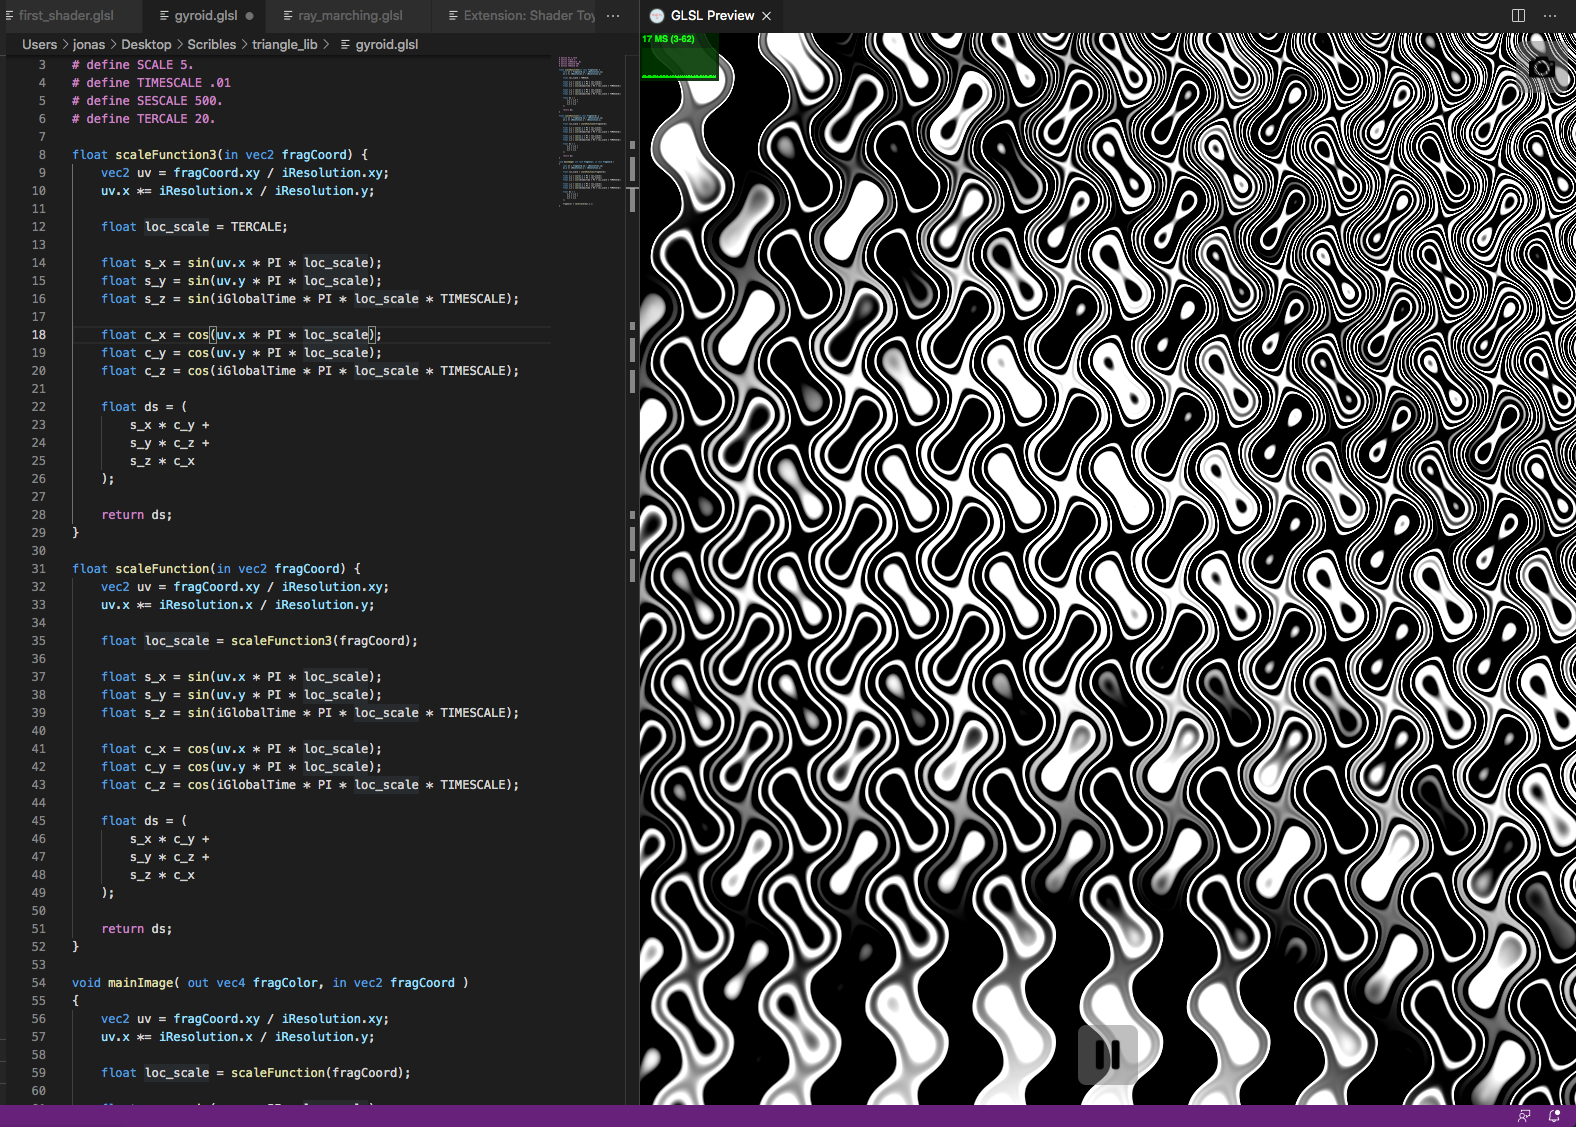 first_shader.glsl
gyroid.glsl
ray_marching.glsl
Extension: Shader Toy
GLSL Preview
Users > jonas > Desktop > Scribbles > triangle_lib > gyroid.glsl
17 MS (3-62)
3 # define SCALE 5.
4 # define TIMESCALE .01
5 # define SESCALE 500.
6 # define TERCALE 20.
7
8 float scaleFunction3(in vec2 fragCoord) {
9 vec2 uv = fragCoord.xy / iResolution.xy;
10 uv.x *= iResolution.x / iResolution.y;
11
12 float loc_scale = TERCALE;
13
14 float s_x = sin(uv.x * PI * loc_scale);
15 float s_y = sin(uv.y * PI * loc_scale);
16 float s_z = sin(iGlobalTime * PI * loc_scale * TIMESCALE);
17
18 float c_x = cos(uv.x * PI * loc_scale);
19 float c_y = cos(uv.y * PI * loc_scale);
20 float c_z = cos(iGlobalTime * PI * loc_scale * TIMESCALE);
21
22 float ds = (
23 s_x * c_y +
24 s_y * c_z +
25 s_z * c_x
26 );
27
28 return ds;
29 }
30
31 float scaleFunction(in vec2 fragCoord) {
32 vec2 uv = fragCoord.xy / iResolution.xy;
33 uv.x *= iResolution.x / iResolution.y;
34
35 float loc_scale = scaleFunction3(fragCoord);
36
37 float s_x = sin(uv.x * PI * loc_scale);
38 float s_y = sin(uv.y * PI * loc_scale);
39 float s_z = sin(iGlobalTime * PI * loc_scale * TIMESCALE);
40
41 float c_x = cos(uv.x * PI * loc_scale);
42 float c_y = cos(uv.y * PI * loc_scale);
43 float c_z = cos(iGlobalTime * PI * loc_scale * TIMESCALE);
44
45 float ds = (
46 s_x * c_y +
47 s_y * c_z +
48 s_z * c_x
49 );
50
51 return ds;
52 }
53
54 void mainImage( out vec4 fragColor, in vec2 fragCoord )
55 {
56 vec2 uv = fragCoord.xy / iResolution.xy;
57 uv.x *= iResolution.x / iResolution.y;
58
59 float loc_scale = scaleFunction(fragCoord);
60